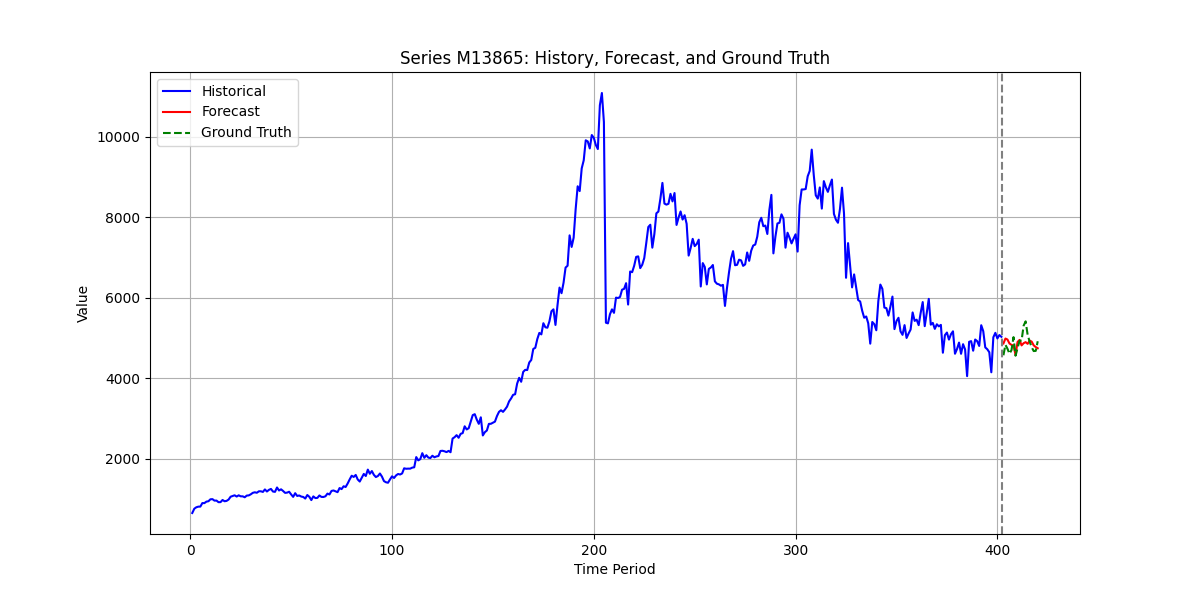 Series M13865: History, Forecast, and Ground Truth
Historical
Forecast
Ground Truth
10000
8000
6000
4000
2000
Value
0
100
200
300
400
Time Period